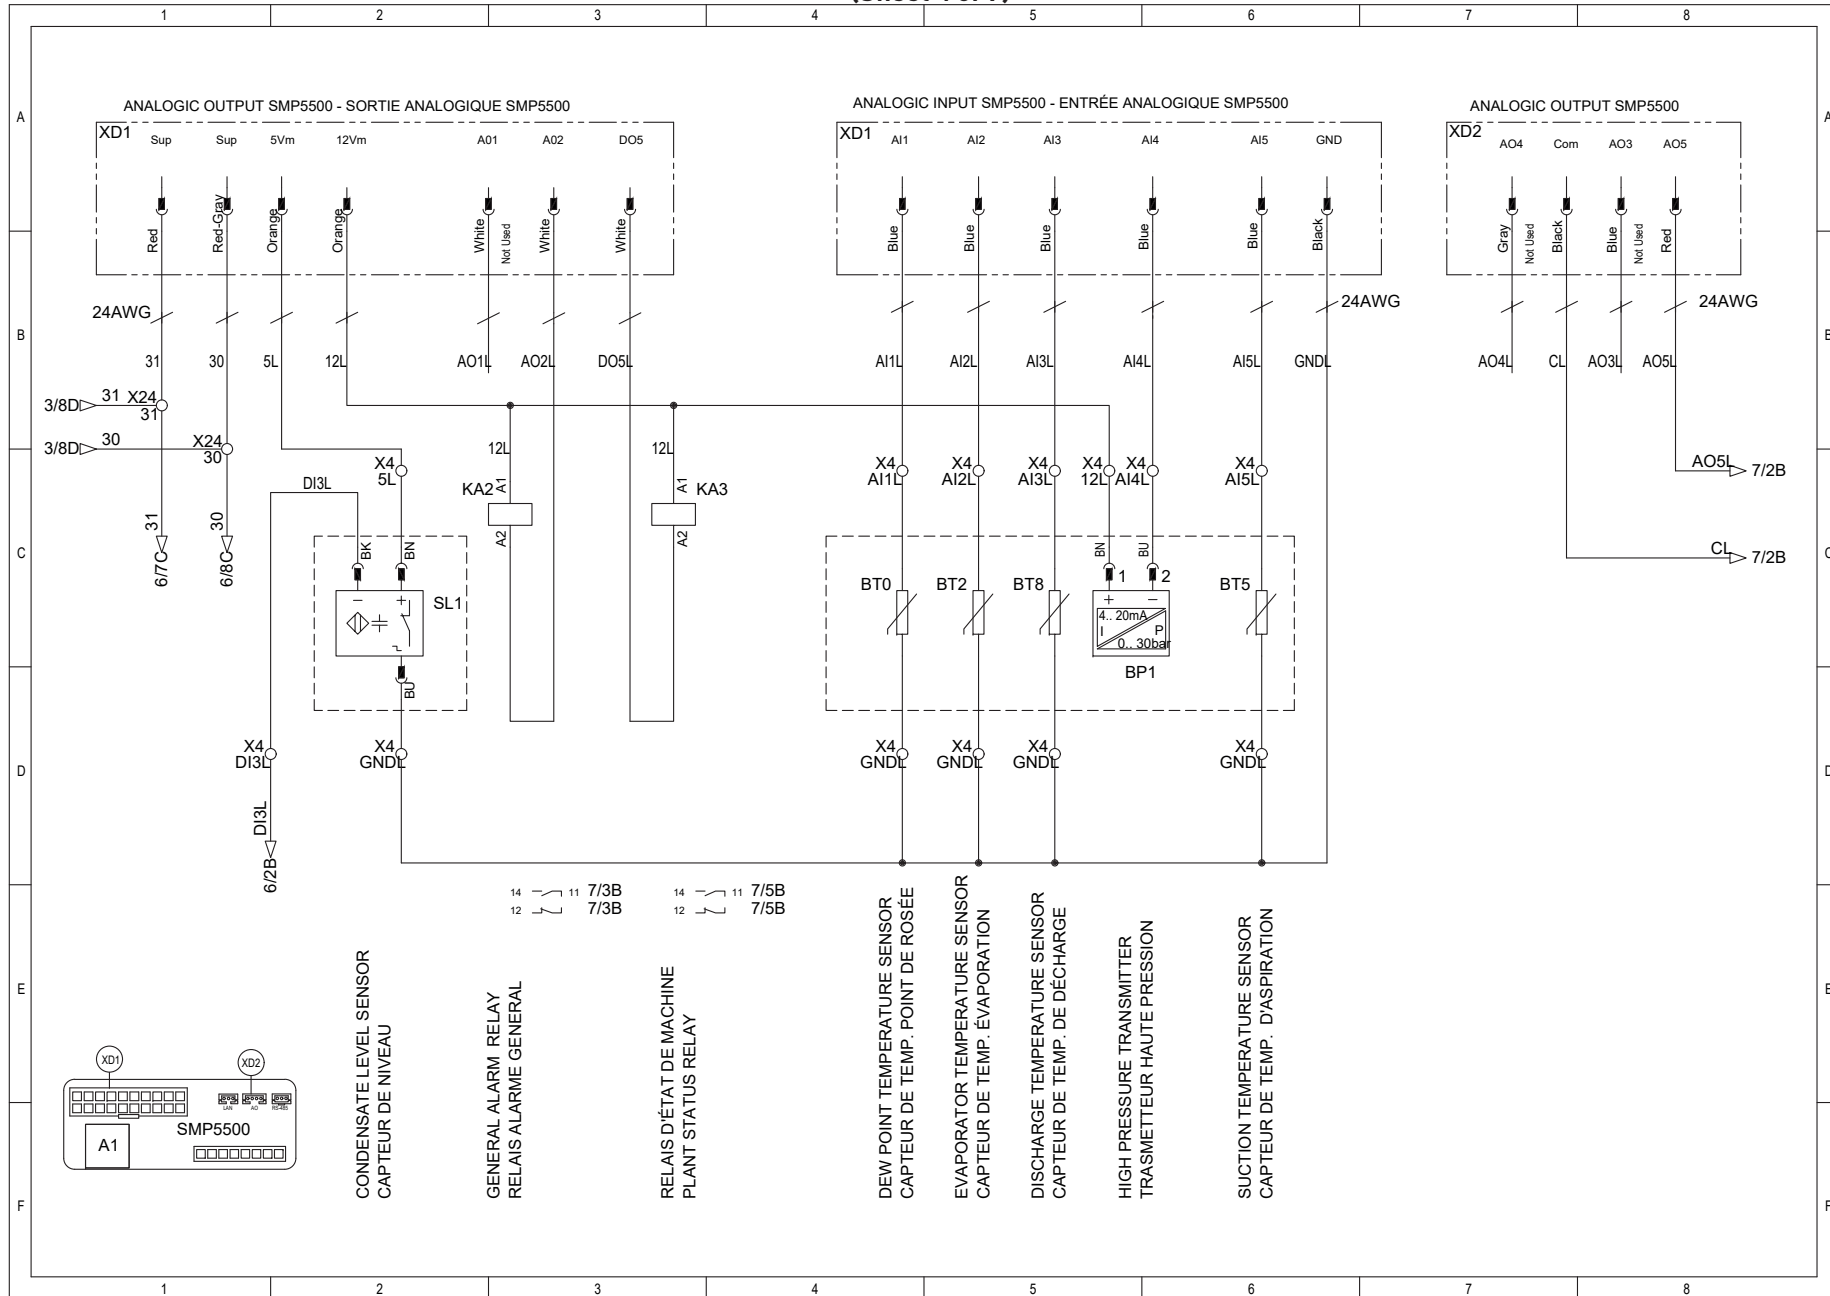 1 2 3 4 5 6 7 8
ANALOGIC OUTPUT SMP5500 - SORTIE ANALOGIQUE SMP5500
ANALOGIC INPUT SMP5500 - ENTRÉE ANALOGIQUE SMP5500
ANALOGIC OUTPUT SMP5500
A
XD1 Sup Sup 5Vm 12Vm A01 A02 DO5
XD1 AI1 AI2 AI3 AI4 AI5 GND
XD2 AO4 Com AO3 AO5
Red Red-Gray Orange Orange White Not Used White White
Blue Blue Blue Blue Blue Black
Gray Not Used Black Blue Not Used Red
24AWG
24AWG
24AWG
B
31 30 5L 12L AO1L AO2L DO5L
AI1L AI2L AI3L AI4L AI5L GNDL
AO4L CL AO3L AO5L
3/8D 31 X24
31
3/8D 30 X24
30
12L 12L
X4
5L
DI3L
KA2 A1
A2
A1 KA3
A2
X4
AI1L
X4
AI2L
X4
AI3L
X4
12L
X4
AI4L
X4
AI5L
AO5L 7/2B
CL 7/2B
C
31
6/7C
30
6/8C
BK BN
- +
SL1
BU
BT0 BT2 BT8
BN BU
1 2
+ -
4.. 20mA
I P
0.. 30bar
BP1
BT5
D
X4
DI3L
X4
GNDL
X4
GNDL
X4
GNDL
X4
GNDL
X4
GNDL
DI3L
6/2B
14 11 7/3B
12 7/3B
14 11 7/5B
12 7/5B
E
CONDENSATE LEVEL SENSOR
CAPTEUR DE NIVEAU
GENERAL ALARM RELAY
RELAIS ALARME GENERAL
RELAIS D'ÉTAT DE MACHINE
PLANT STATUS RELAY
DEW POINT TEMPERATURE SENSOR
CAPTEUR DE TEMP. POINT DE ROSÉE
EVAPORATOR TEMPERATURE SENSOR
CAPTEUR DE TEMP. ÉVAPORATION
DISCHARGE TEMPERATURE SENSOR
CAPTEUR DE TEMP. DE DÉCHARGE
HIGH PRESSURE TRANSMITTER
TRASMETTEUR HAUTE PRESSION
SUCTION TEMPERATURE SENSOR
CAPTEUR DE TEMP. D'ASPIRATION
XD1 XD2
LAN AO RS-485
SMP5500
A1
F
1 2 3 4 5 6 7 8